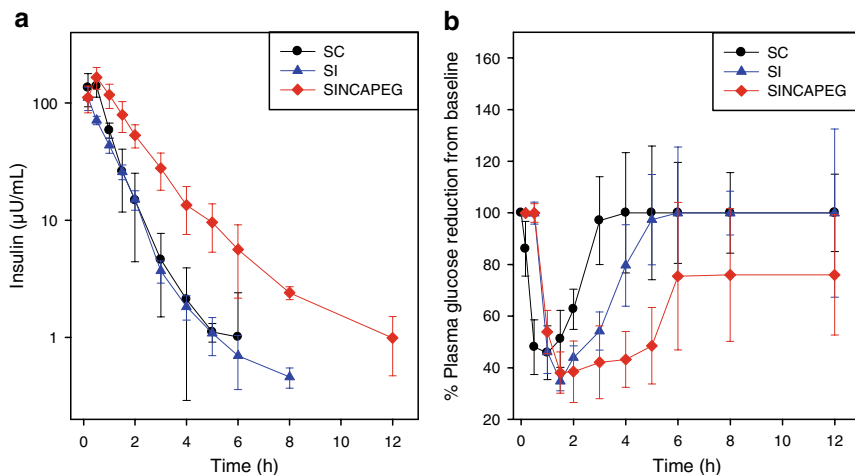 a
SC
SI
SINCAPEG
Insulin (µU/mL)
100
10
1
0 2 4 6 8 10 12
Time (h)
b
SC
SI
SINCAPEG
% Plasma glucose reduction from baseline
160
140
120
100
80
60
40
20
0 2 4 6 8 10 12
Time (h)